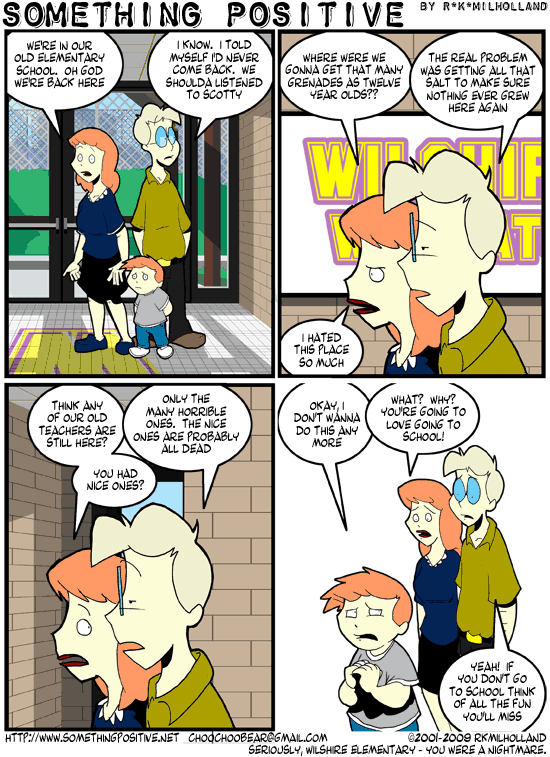 SOMETHING POSITIVE
BY R*K*MILHOLLAND
WE'RE IN OUR
OLD ELEMENTARY
SCHOOL. OH GOD
WE'RE BACK HERE
I KNOW. I TOLD
MYSELF I'D NEVER
COME BACK. WE
SHOULDA LISTENED
TO SCOTTY
WHERE WERE WE
GONNA GET THAT MANY
GRENADES AS TWELVE
YEAR OLDS??
THE REAL PROBLEM
WAS GETTING ALL THAT
SALT TO MAKE SURE
NOTHING EVER GREW
HERE AGAIN
I HATED
THIS PLACE
SO MUCH
THINK ANY
OF OUR OLD
TEACHERS ARE
STILL HERE?
ONLY THE
MANY HORRIBLE
ONES. THE NICE
ONES ARE PROBABLY
ALL DEAD
YOU HAD
NICE ONES?
OKAY, I
DON'T WANNA
DO THIS ANY
MORE
WHAT? WHY?
YOU'RE GOING TO
LOVE GOING TO
SCHOOL!
YEAH! IF
YOU DON'T GO
TO SCHOOL THINK
OF ALL THE FUN
YOU'LL MISS
HTTP://WWW.SOMETHINGPOSITIVE.NET CHOOCHOOBEAR@GMAIL.COM ©2001-2009 RKMILHOLLAND
SERIOUSLY, WILSHIRE ELEMENTARY - YOU WERE A NIGHTMARE.